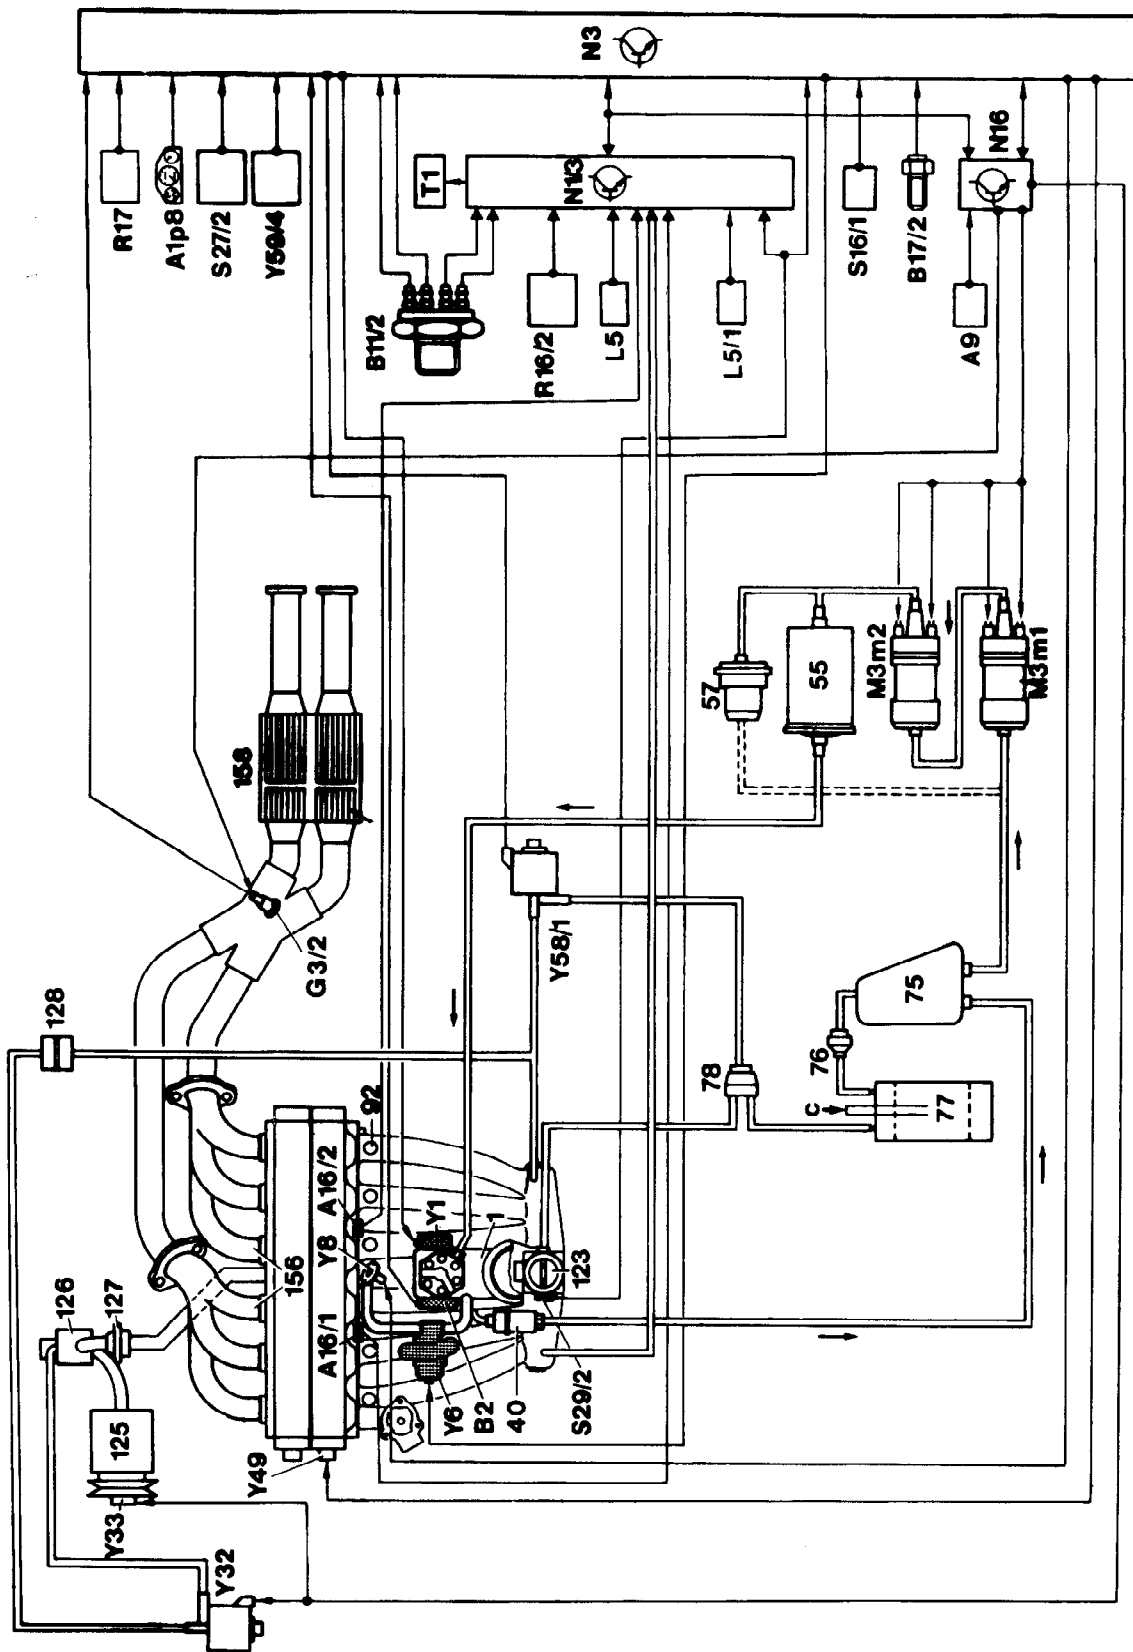 N3
R17
A1p8
S27/2
Y50/4
T1
N1/3
B11/2
R16/2
L5
L5/1
S16/1
B17/2
N16
A9
158
G3/2
128
57
55
M3m2
M3m1
Y58/1
75
76
78
C
77
92
A16/2
Y8
Y1
1
123
156
126
127
A16/1
Y6
B2
40
S29/2
125
Y49
Y33
Y32